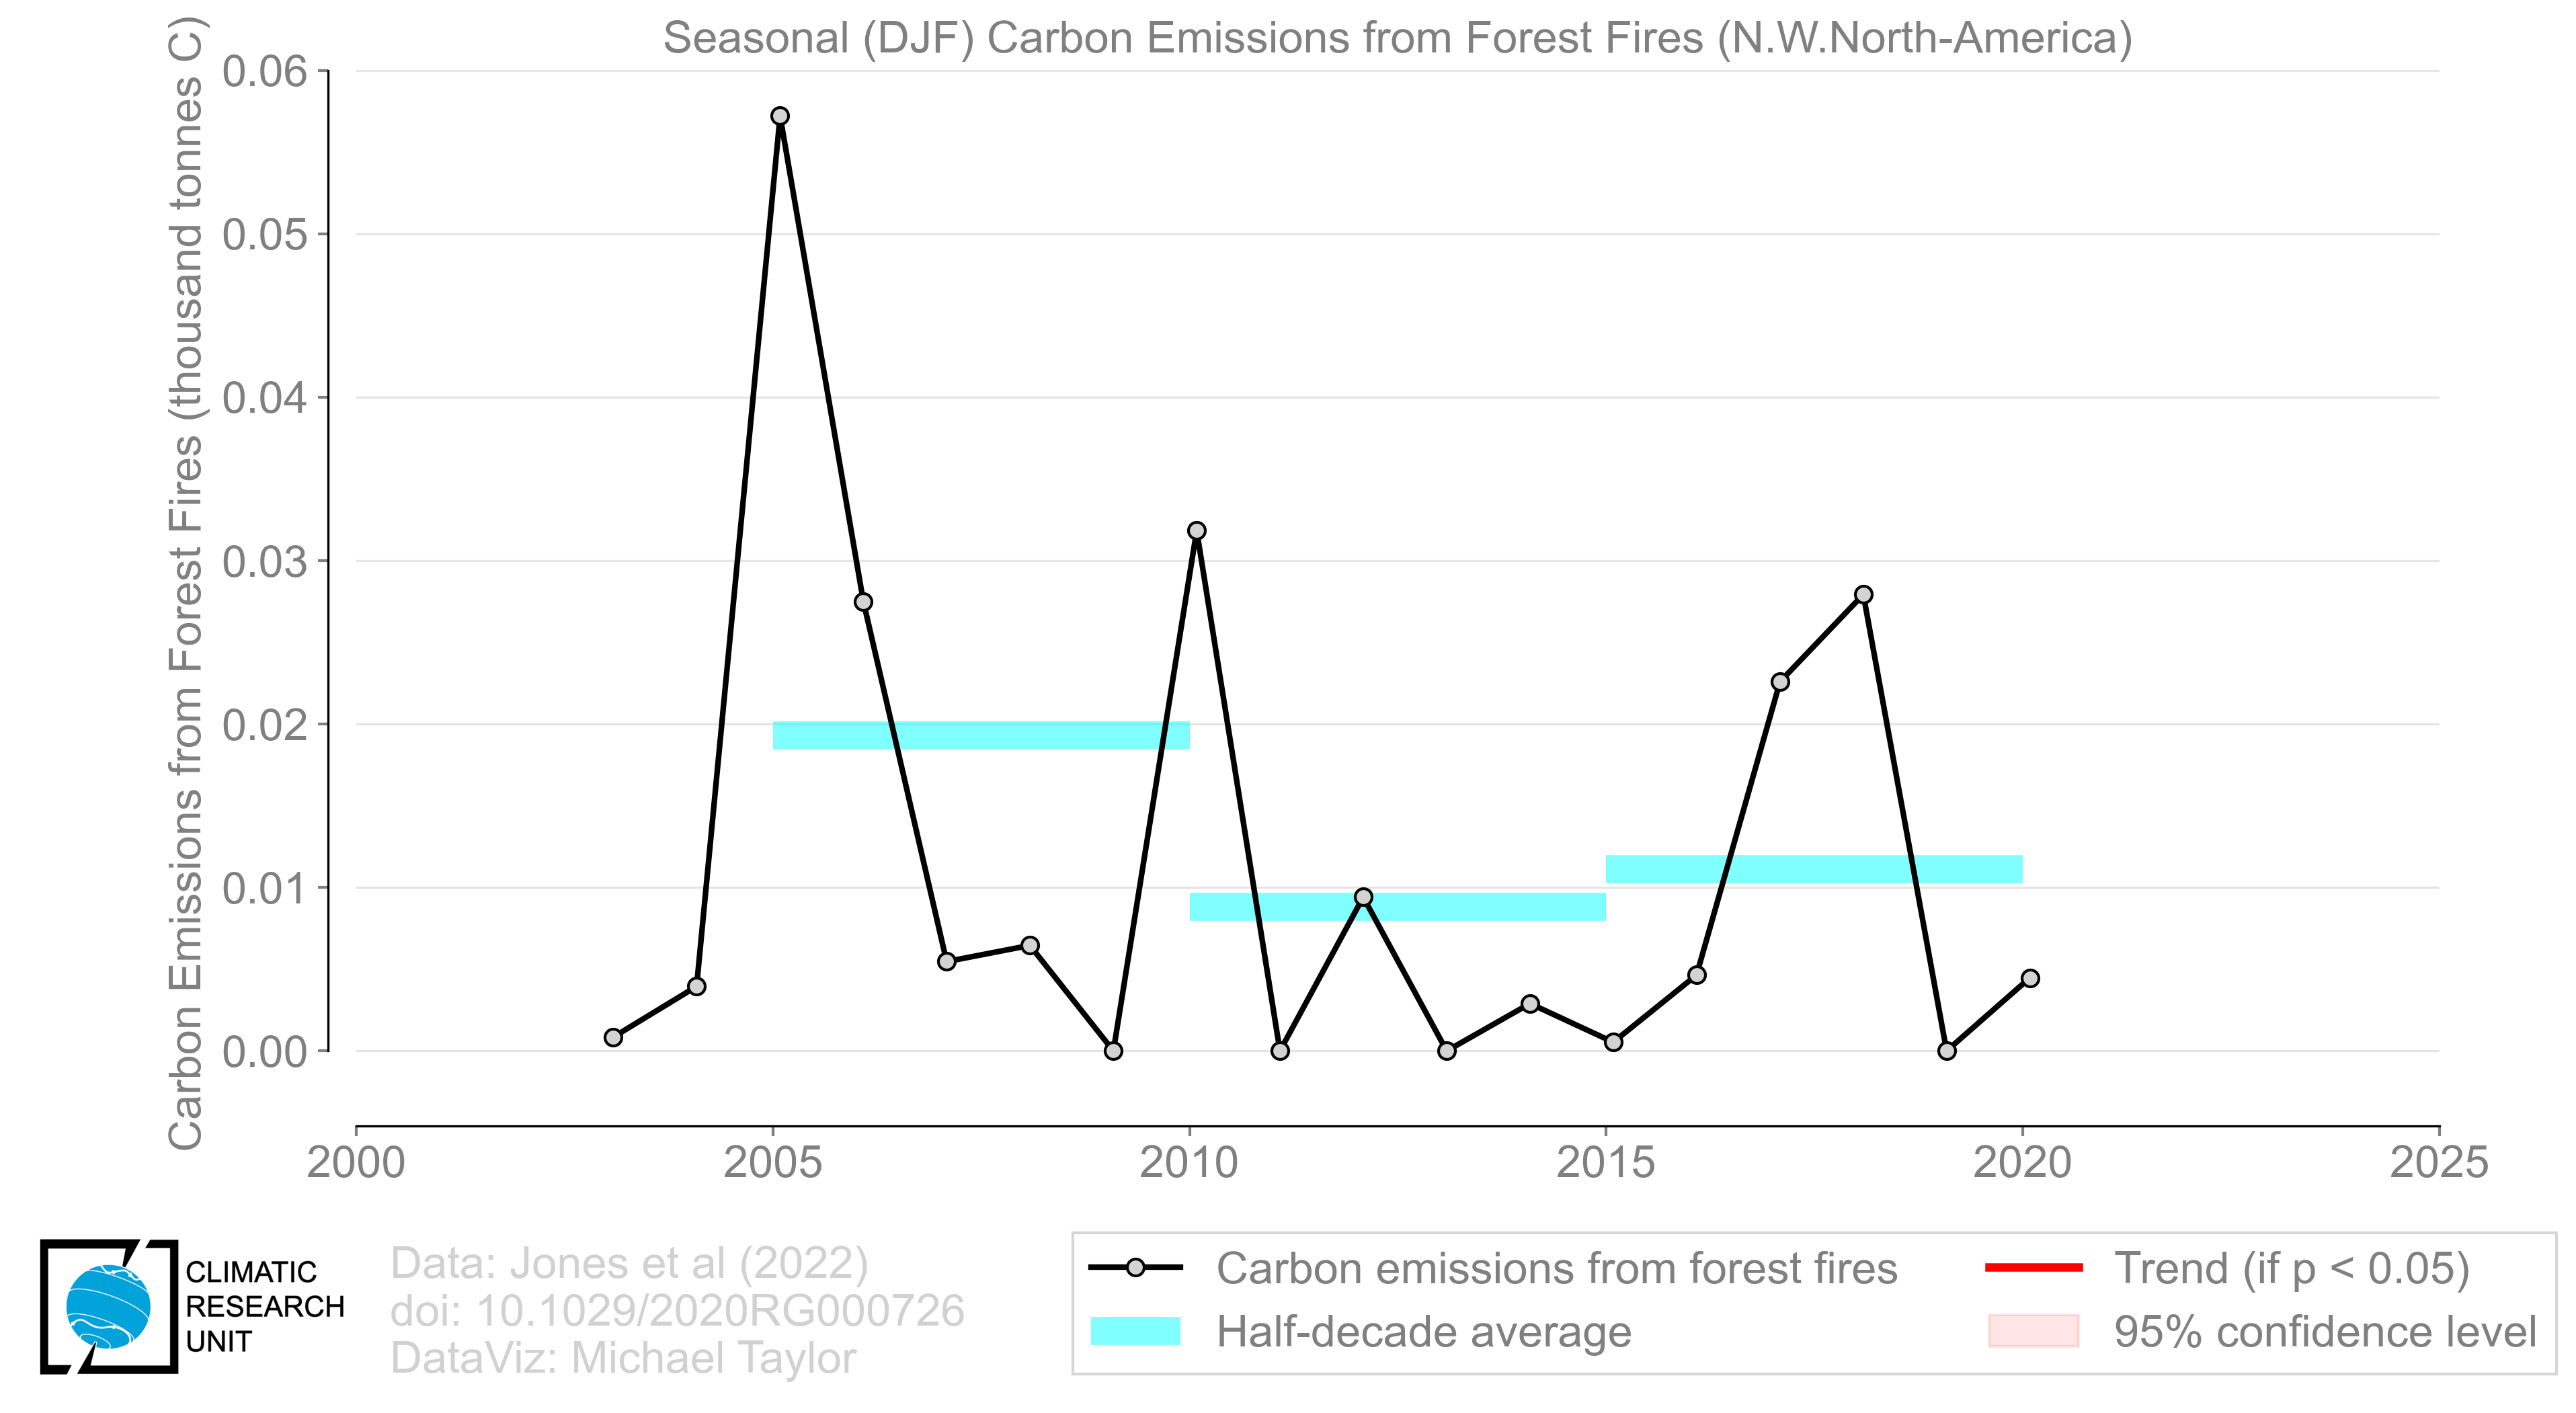 Seasonal (DJF) Carbon Emissions from Forest Fires (N.W.North-America)
Carbon Emissions from Forest Fires (thousand tonnes C)
0.06
0.05
0.04
0.03
0.02
0.01
0.00
2000
2005
2010
2015
2020
2025
CLIMATIC
RESEARCH
UNIT
Data: Jones et al (2022)
doi: 10.1029/2020RG000726
DataViz: Michael Taylor
Carbon emissions from forest fires
Half-decade average
Trend (if p < 0.05)
95% confidence level